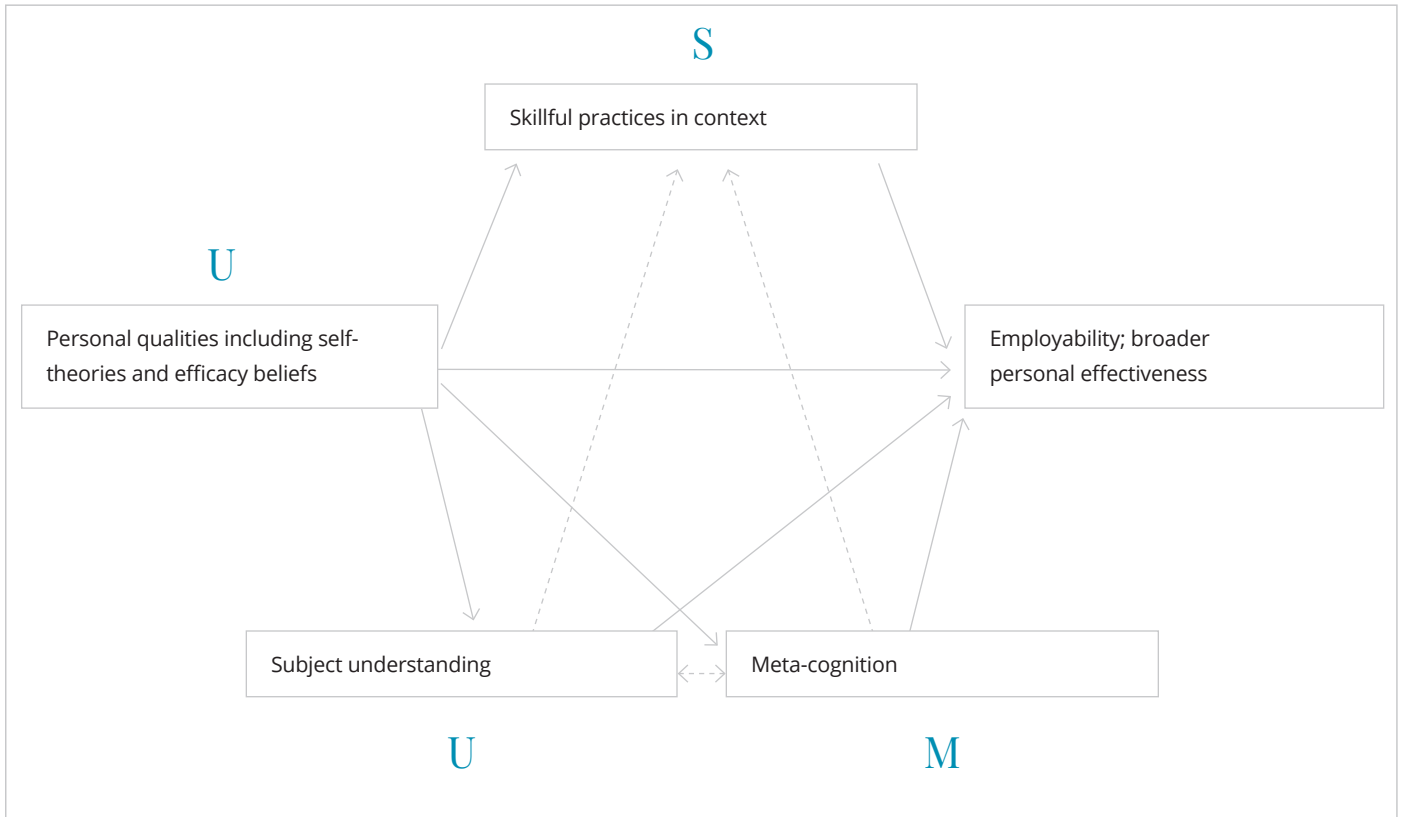 S
Skillful practices in context
U
Personal qualities including self-
theories and efficacy beliefs
Employability; broader
personal effectiveness
Subject understanding
Meta-cognition
U
M